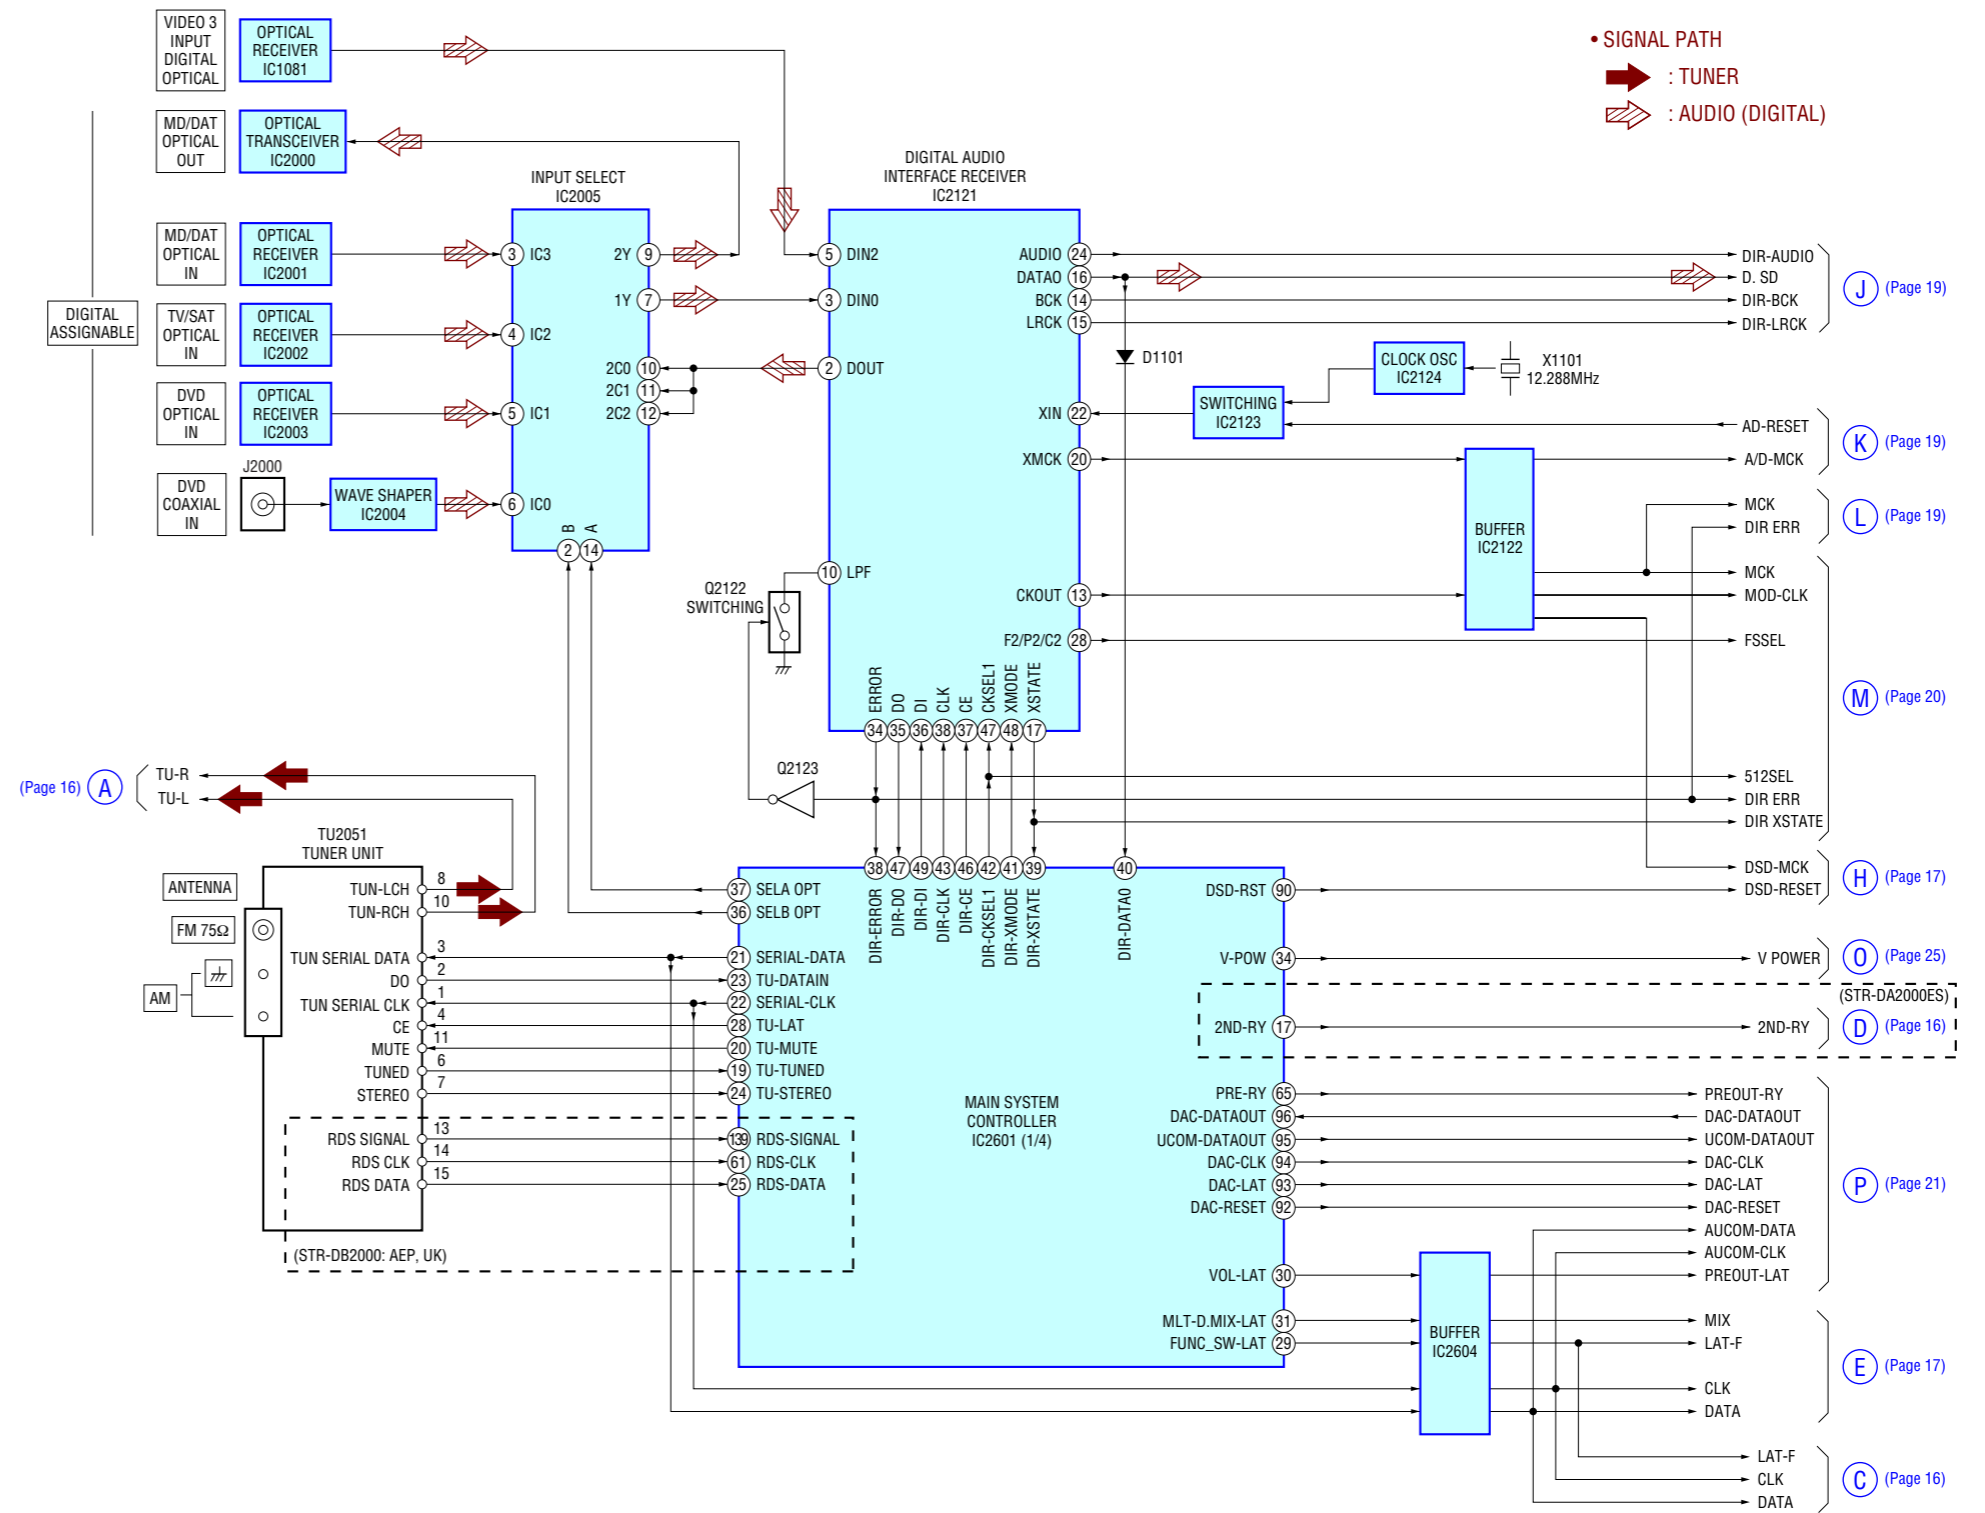 VIDEO 3
INPUT
DIGITAL
OPTICAL
OPTICAL
RECEIVER
IC1081
• SIGNAL PATH
: TUNER
: AUDIO (DIGITAL)
MD/DAT
OPTICAL
OUT
OPTICAL
TRANSCEIVER
IC2000
DIGITAL
ASSIGNABLE
MD/DAT
OPTICAL
IN
OPTICAL
RECEIVER
IC2001
TV/SAT
OPTICAL
IN
OPTICAL
RECEIVER
IC2002
DVD
OPTICAL
IN
OPTICAL
RECEIVER
IC2003
DVD
COAXIAL
IN
J2000
WAVE SHAPER
IC2004
INPUT SELECT
IC2005
3 IC3
4 IC2
5 IC1
6 IC0
2Y 9
1Y 7
2C0 10
2C1 11
2C2 12
B A
2 14
DIGITAL AUDIO
INTERFACE RECEIVER
IC2121
5 DIN2
3 DIN0
2 DOUT
10 LPF
AUDIO 24
DATAO 16
BCK 14
LRCK 15
XIN 22
XMCK 20
CKOUT 13
F2/P2/C2 28
ERROR DO DI CLK CE CKSEL1 XMODE XSTATE
34 35 36 38 37 47 48 17
Q2122
SWITCHING
Q2123
D1101
SWITCHING
IC2123
CLOCK OSC
IC2124
X1101
12.288MHz
BUFFER
IC2122
DIR-AUDIO
D. SD
DIR-BCK
DIR-LRCK
J (Page 19)
AD-RESET
A/D-MCK
K (Page 19)
MCK
DIR ERR
L (Page 19)
MCK
MOD-CLK
FSSEL
512SEL
DIR ERR
DIR XSTATE
M (Page 20)
DSD-MCK
DSD-RESET
H (Page 17)
V POWER
O (Page 25)
(STR-DA2000ES)
2ND-RY
D (Page 16)
(Page 16) A
TU-R
TU-L
TU2051
TUNER UNIT
ANTENNA
FM 75Ω
AM
TUN-LCH 8
TUN-RCH 10
TUN SERIAL DATA 3
DO 2
TUN SERIAL CLK 1
CE 4
MUTE 11
TUNED 6
STEREO 7
RDS SIGNAL 13
RDS CLK 14
RDS DATA 15
(STR-DB2000: AEP, UK)
38 47 49 43 46 42 41 39 40
DIR-ERROR DIR-DO DIR-DI DIR-CLK DIR-CE DIR-CKSEL1 DIR-XMODE DIR-XSTATE DIR-DATA0
37 SELA OPT
36 SELB OPT
21 SERIAL-DATA
23 TU-DATAIN
22 SERIAL-CLK
28 TU-LAT
20 TU-MUTE
19 TU-TUNED
24 TU-STEREO
139 RDS-SIGNAL
61 RDS-CLK
25 RDS-DATA
MAIN SYSTEM
CONTROLLER
IC2601 (1/4)
DSD-RST 90
V-POW 34
2ND-RY 17
PRE-RY 65
DAC-DATAOUT 96
UCOM-DATAOUT 95
DAC-CLK 94
DAC-LAT 93
DAC-RESET 92
VOL-LAT 30
MLT-D.MIX-LAT 31
FUNC_SW-LAT 29
BUFFER
IC2604
PREOUT-RY
DAC-DATAOUT
UCOM-DATAOUT
DAC-CLK
DAC-LAT
DAC-RESET
AUCOM-DATA
AUCOM-CLK
PREOUT-LAT
P (Page 21)
MIX
LAT-F
CLK
DATA
E (Page 17)
LAT-F
CLK
DATA
C (Page 16)